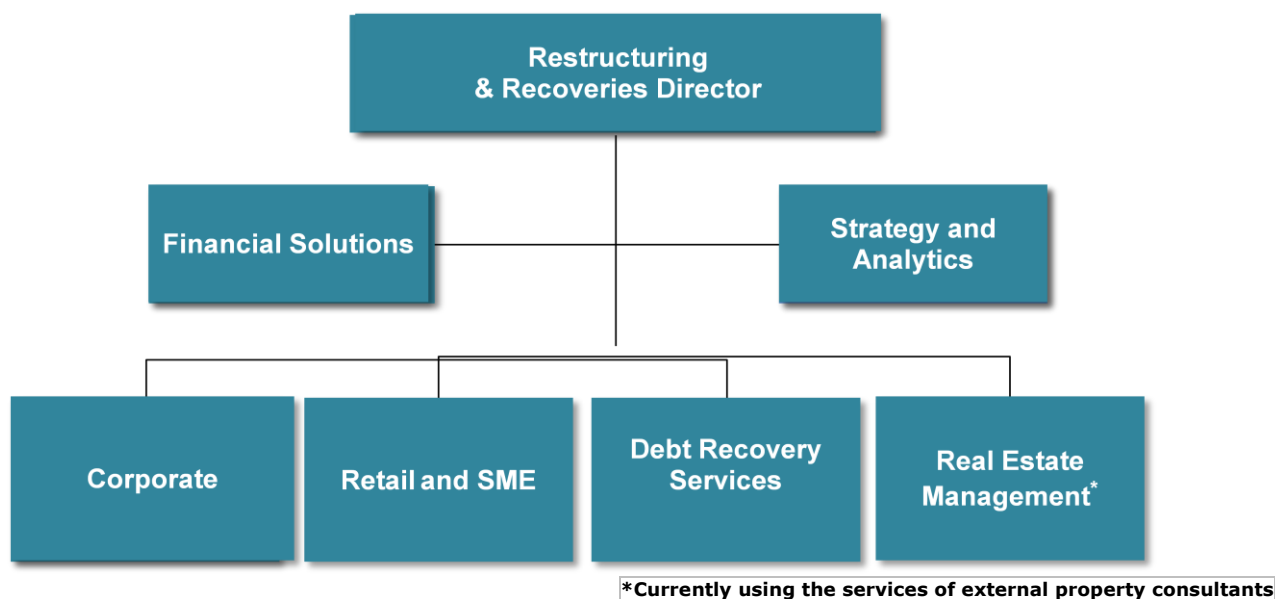 Restructuring
& Recoveries Director
Financial Solutions
Strategy and
Analytics
Corporate
Retail and SME
Debt Recovery
Services
Real Estate
Management*
*Currently using the services of external property consultants